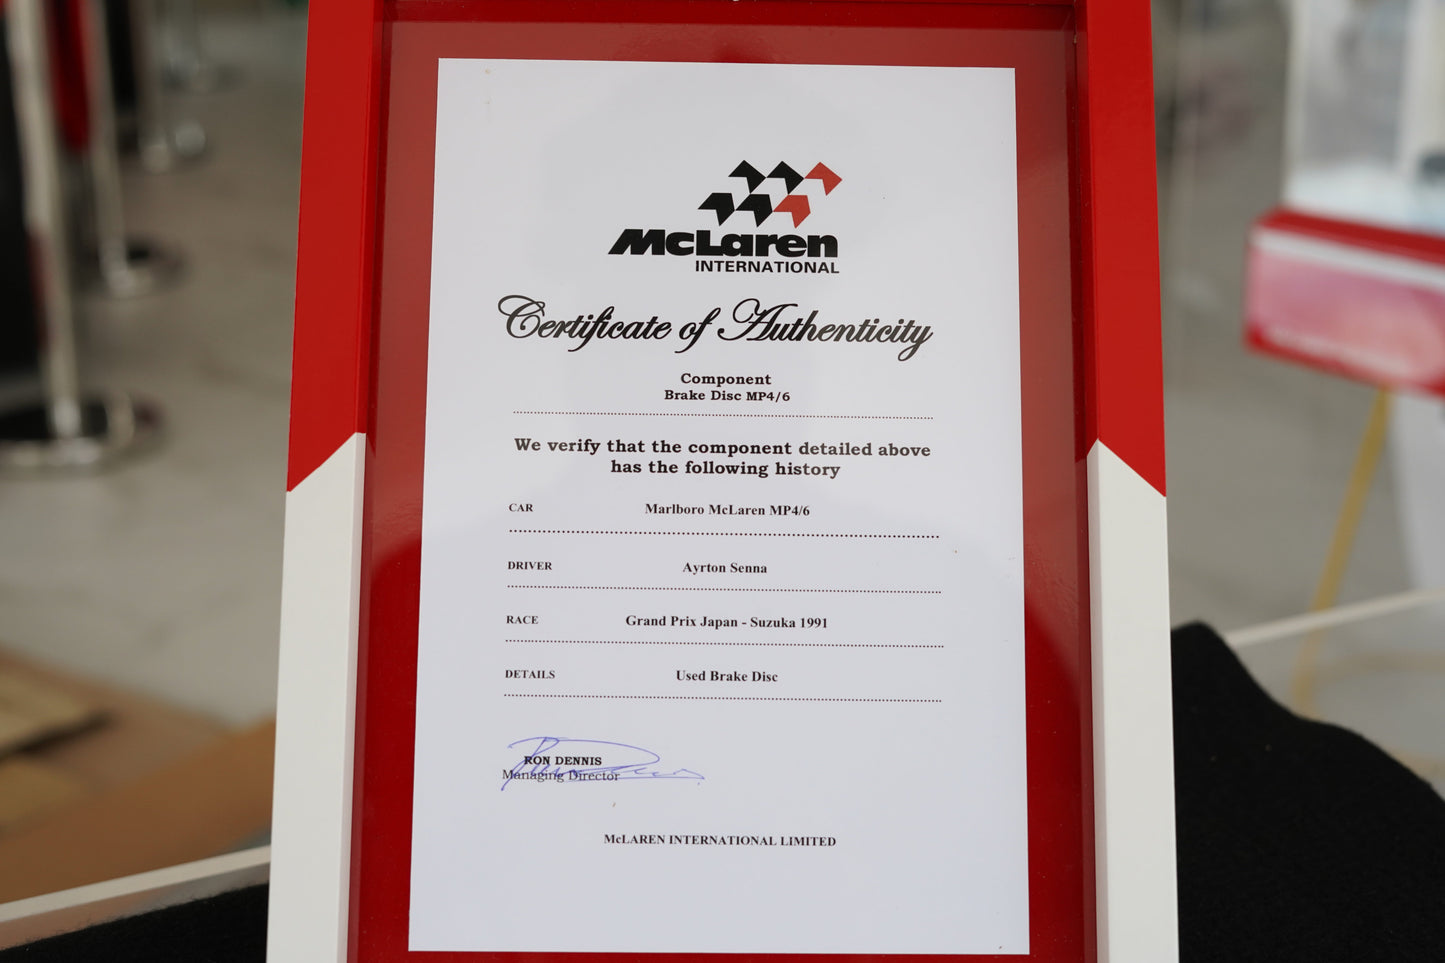 McLaren
INTERNATIONAL
Certificate of Authenticity
Component
Brake Disc MP4/6
We verify that the component detailed above
has the following history
CAR Marlboro McLaren MP4/6
DRIVER Ayrton Senna
RACE Grand Prix Japan - Suzuka 1991
DETAILS Used Brake Disc
RON DENNIS
Managing Director
McLAREN INTERNATIONAL LIMITED